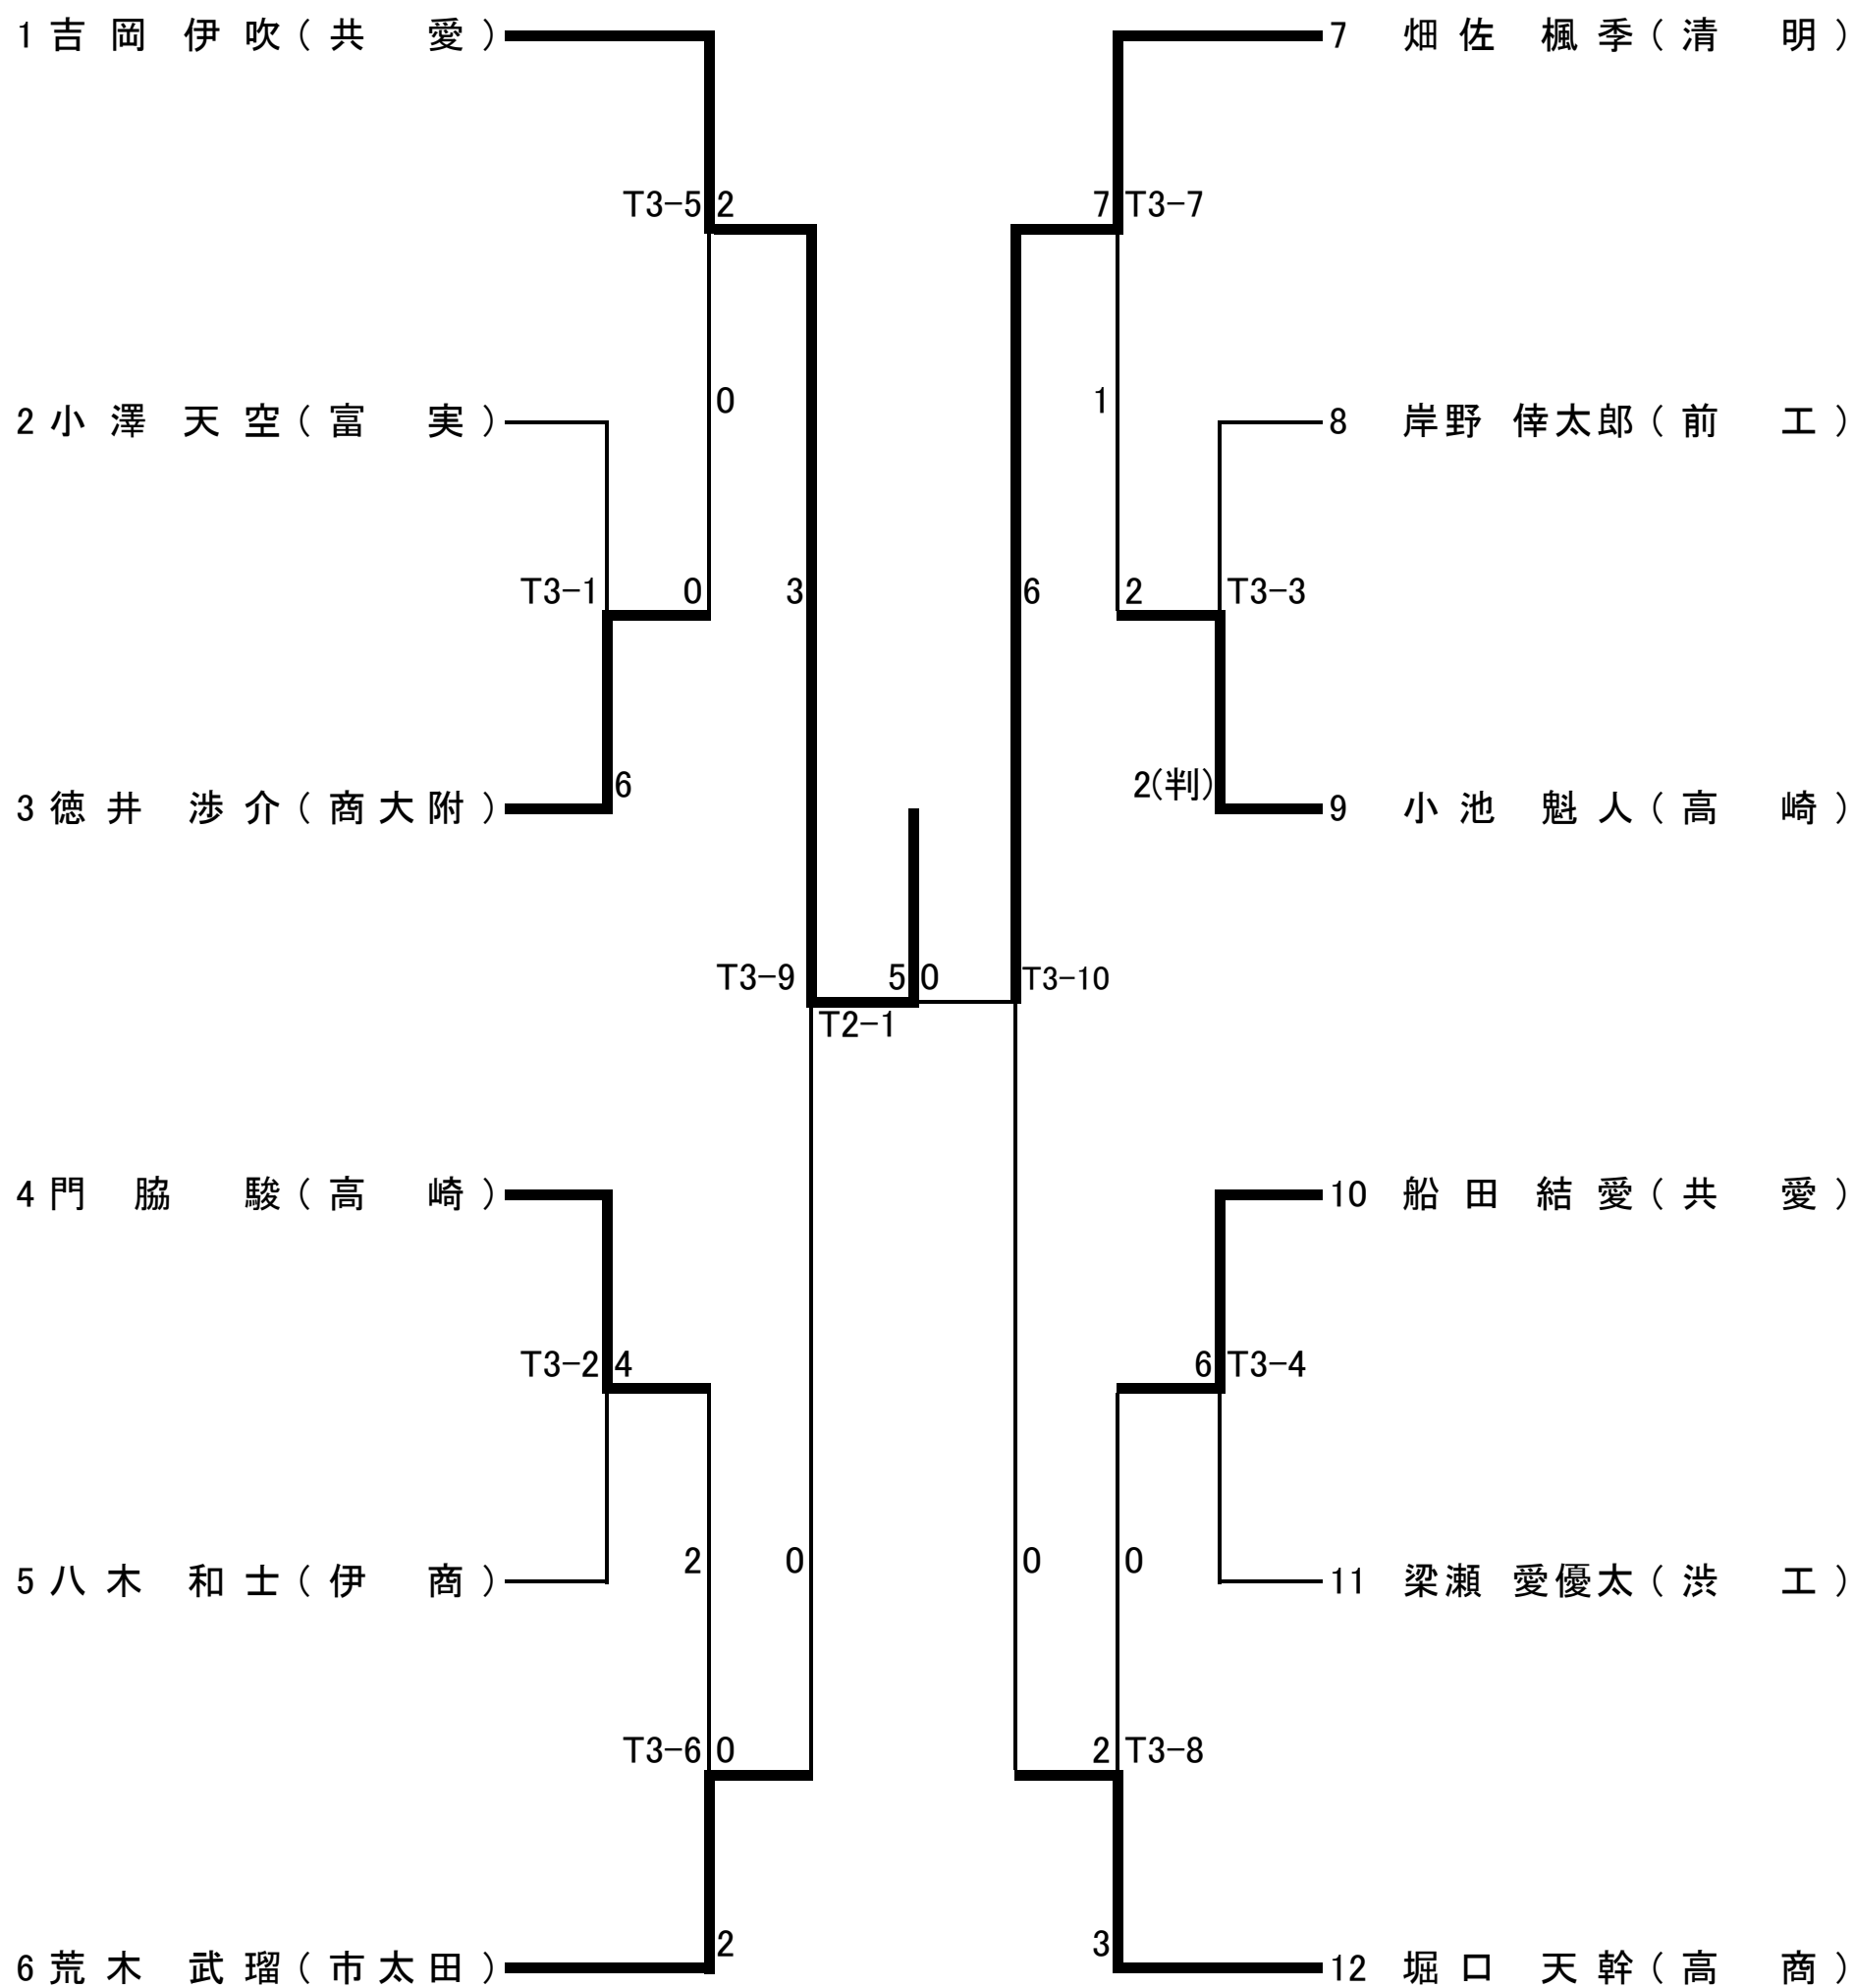 1 吉岡 伊吹(共 愛)
7 畑佐 楓季(清 明)
T3-5 2
7 T3-7
0
1
2 小澤 天空(富 実)
8 岸野 倖太郎(前 工)
T3-1 0 3
6 2 T3-3
6
2(判)
3 徳井 渉介(商大附)
9 小池 魁人(高 崎)
T3-9 5 0 T3-10
T2-1
4 門脇 駿(高 崎)
10 船田 結愛(共 愛)
T3-2 4
6 T3-4
2 0
0 0
5 八木 和士(伊 商)
11 梁瀬 愛優太(渋 工)
T3-6 0
2 T3-8
2
3
6 荒木 武瑠(市太田)
12 堀口 天幹(高 商)